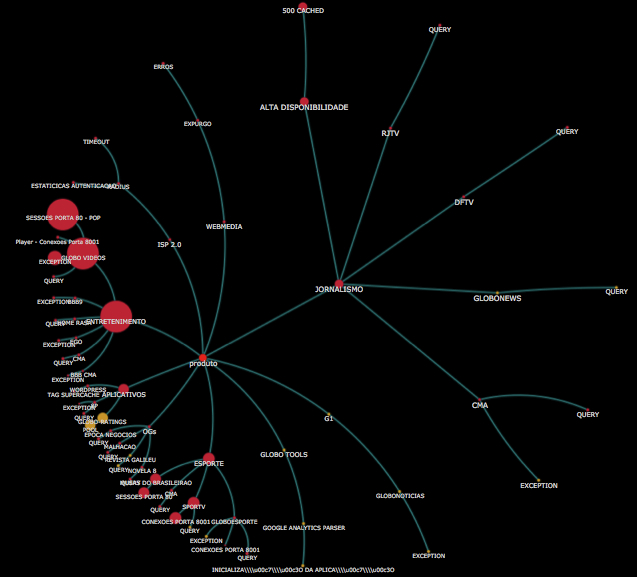 500 CACHED
QUERY
ERROS
ALTA DISPONIBILIDADE
EXPURGO
RJTV
QUERY
TIMEOUT
ESTATICICAS AUTENTICACAO
RADIUS
DFTV
SESSOES PORTA 80 - POP
WEBMEDIA
Player - Conexoes Porta 8001
ISP 2.0
GLOBO VIDEOS
EXCEPTION
QUERY
JORNALISMO
QUERY
GLOBONEWS
EXCEPTION
BBB9
QUERY
ENTRETENIMENTO
EGO
EXCEPTION
CMA
QUERY
produto
BBB CMA
EXCEPTION
WORDPRESS
TAG SUPERCACHE
APLICATIVOS
CMA
EXCEPTION
QUERY
QUERY
GLOBO RATINGS
G1
POOL
OGs
EPOCA NEGOCIOS
QUERY
MALHACAO
GLOBO TOOLS
QUERY
REVISTA GALILEU
ESPORTE
QUERY
NOVELA 8
MUSAS DO BRASILEIRAO
EXCEPTION
SESSOES PORTA 80
CMA
GLOBONOTICIAS
SPORTV
QUERY
CONEXOES PORTA 8001
GLOBOESPORTE
GOOGLE ANALYTICS PARSER
QUERY
EXCEPTION
CONEXOES PORTA 8001
EXCEPTION
QUERY
INICIALIZA\\\\u00c7\\\\u00c3O DA APLICA\\\\u00c7\\\\u00c3O